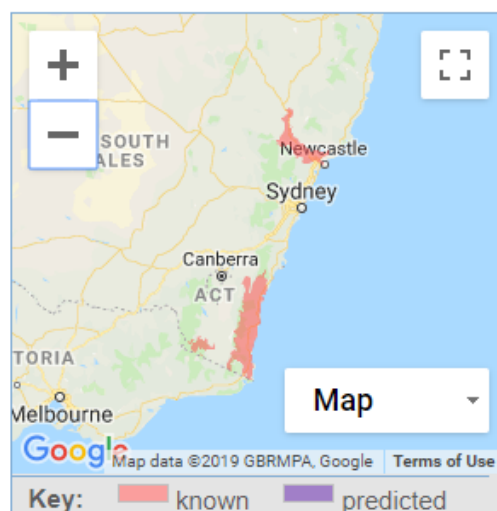 +
−
SOUTH
ALES
Newcastle
Sydney
Canberra
ACT
TORIA
Melbourne
Map
Google
Map data ©2019 GBRMPA, Google
Terms of Use
Key: known predicted